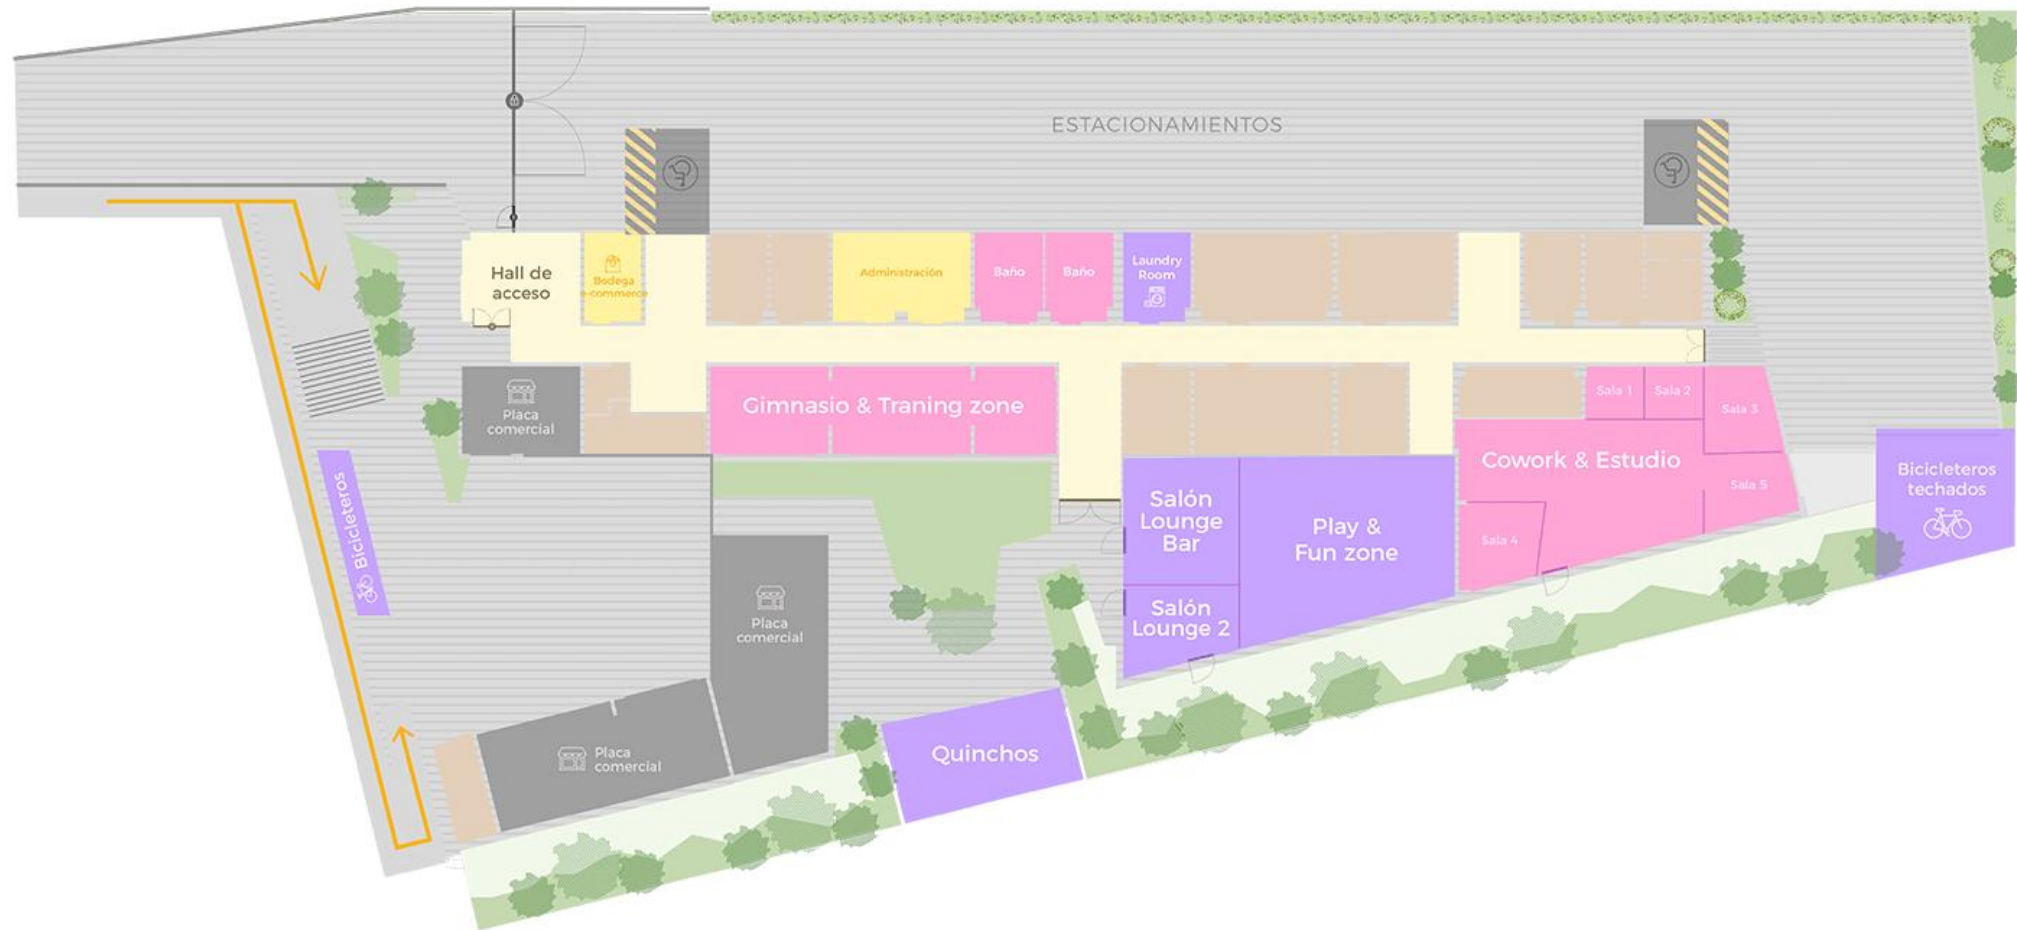 ESTACIONAMIENTOS
Hall de
acceso
Bodega
e-commerce
Administración
Baño
Baño
Laundry
Room
Placa
comercial
Gimnasio & Traning zone
Sala 1
Sala 2
Sala 3
Cowork & Estudio
Sala 5
Sala 4
Bicicleteros
techados
Bicicleteros
Salón
Lounge
Bar
Play &
Fun zone
Salón
Lounge 2
Placa
comercial
Placa
comercial
Quinchos